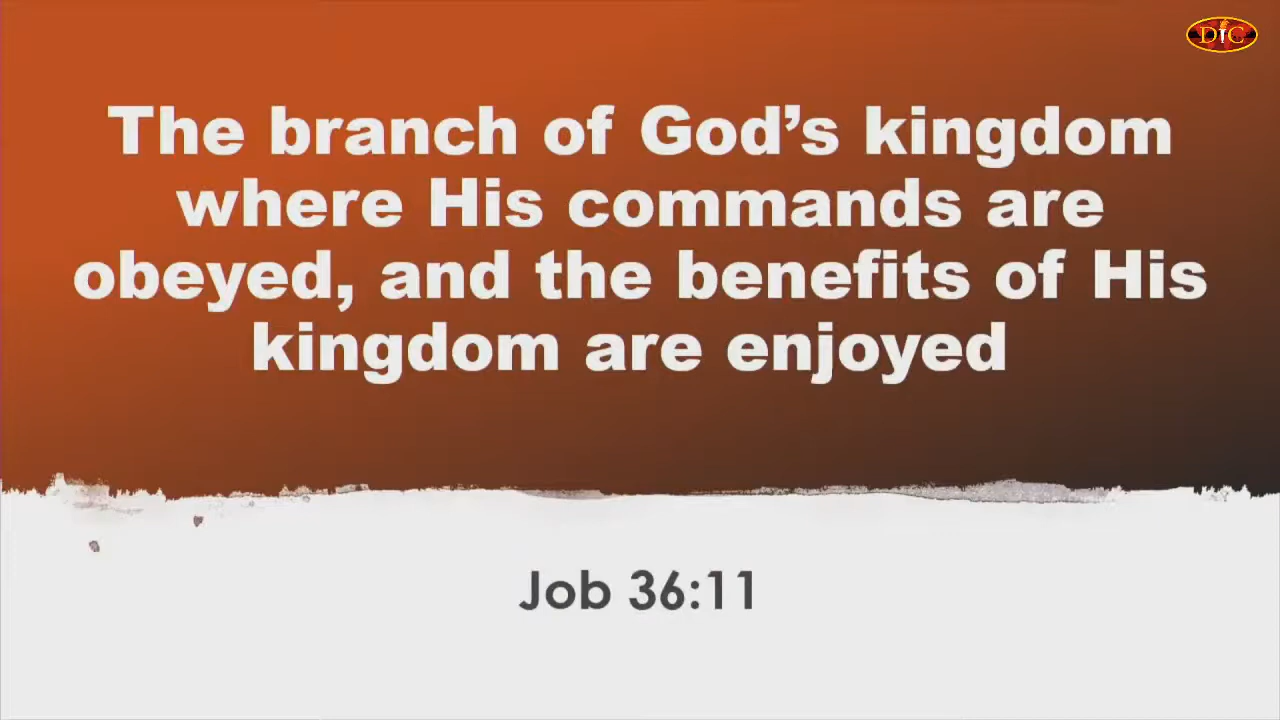 DIC
The branch of God’s kingdom
where His commands are
obeyed, and the benefits of His
kingdom are enjoyed
Job 36:11